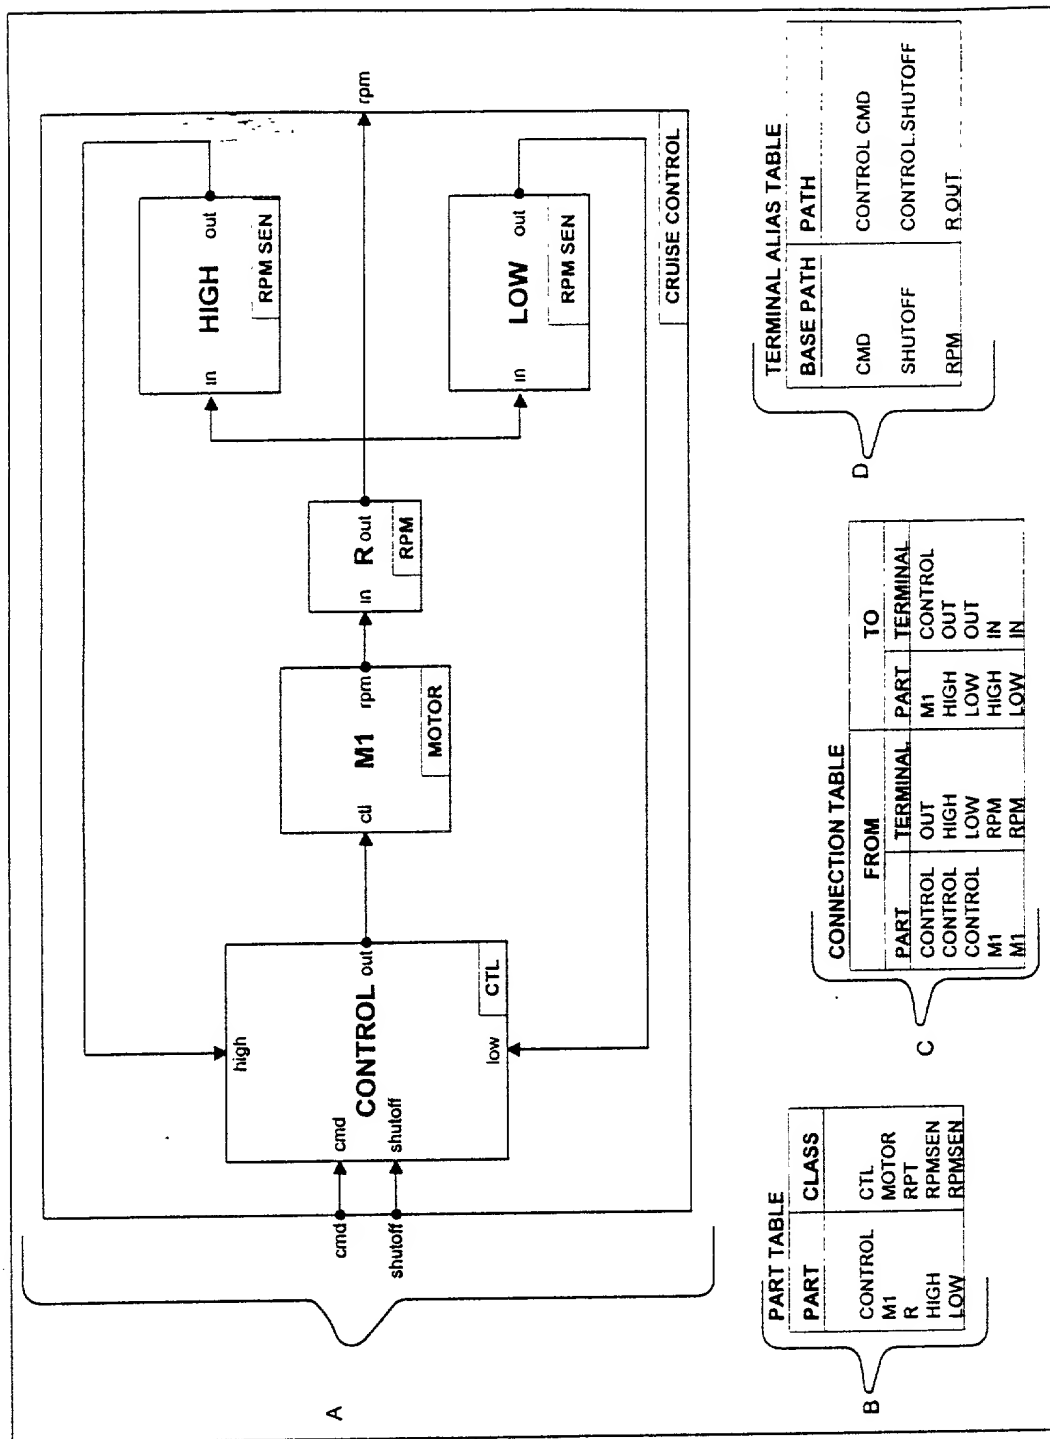 A
cmd
shutoff
cmd
shutoff
high
CONTROL
out
low
CTL
ctl
M1
rpm
MOTOR
in
R
out
RPM
in
HIGH
out
RPM SEN
in
LOW
out
RPM SEN
rpm
CRUISE CONTROL
B
PART TABLE
PART CLASS
CONTROL CTL
M1 MOTOR
R RPT
HIGH RPMSEN
LOW RPMSEN
C
CONNECTION TABLE
FROM TO
PART TERMINAL PART TERMINAL
CONTROL OUT M1 CONTROL
CONTROL HIGH HIGH OUT
CONTROL LOW LOW OUT
M1 RPM HIGH IN
M1 RPM LOW IN
D
TERMINAL ALIAS TABLE
BASE PATH PATH
CMD CONTROL CMD
SHUTOFF CONTROL.SHUTOFF
RPM R OUT